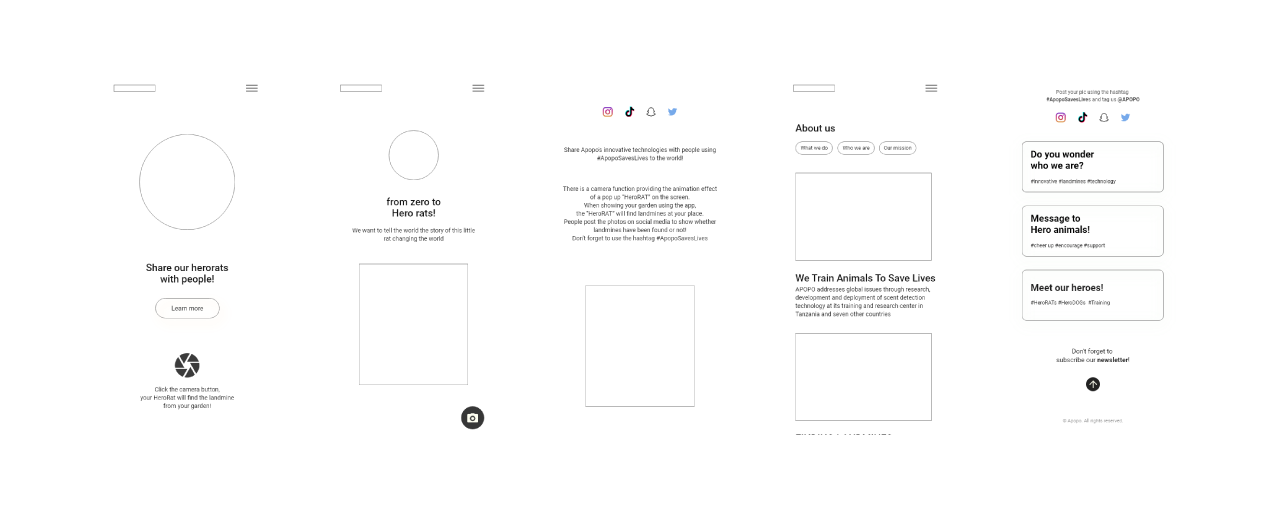 Share our herorats
with people!
Learn more
Click the camera button,
your HeroRat will find the landmine
from your garden!
from zero to
Hero rats!
We want to tell the world the story of this little
rat changing the world
Share Apopos innovative technologies with people using
#ApopoSavesLives to the world!
There is a camera function providing the animation effect
of a pop up "HeroRAT" on the screen.
When showing your garden using the app,
the "HeroRAT" will find landmines at your place.
People post the photos on social media to show whether
landmines have been found or not!
Don't forget to use the hashtag #ApopoSavesLives
About us
What we do
Who we are
Our mission
We Train Animals To Save Lives
APOPO addresses global issues through research,
development and deployment of scent detection
technology at its training and research center in
Tanzania and seven other countries
Post your pic using the hashtag
#ApopoSavesLives and tag us @APOPO
Do you wonder
who we are?
#innovative #landmines #technology
Message to
Hero animals!
#cheer up #encourage #support
Meet our heroes!
#HeroRATs #HeroDOGs #Training
Don't forget to
subscribe our newsletter!
© Apopo. All rights reserved.